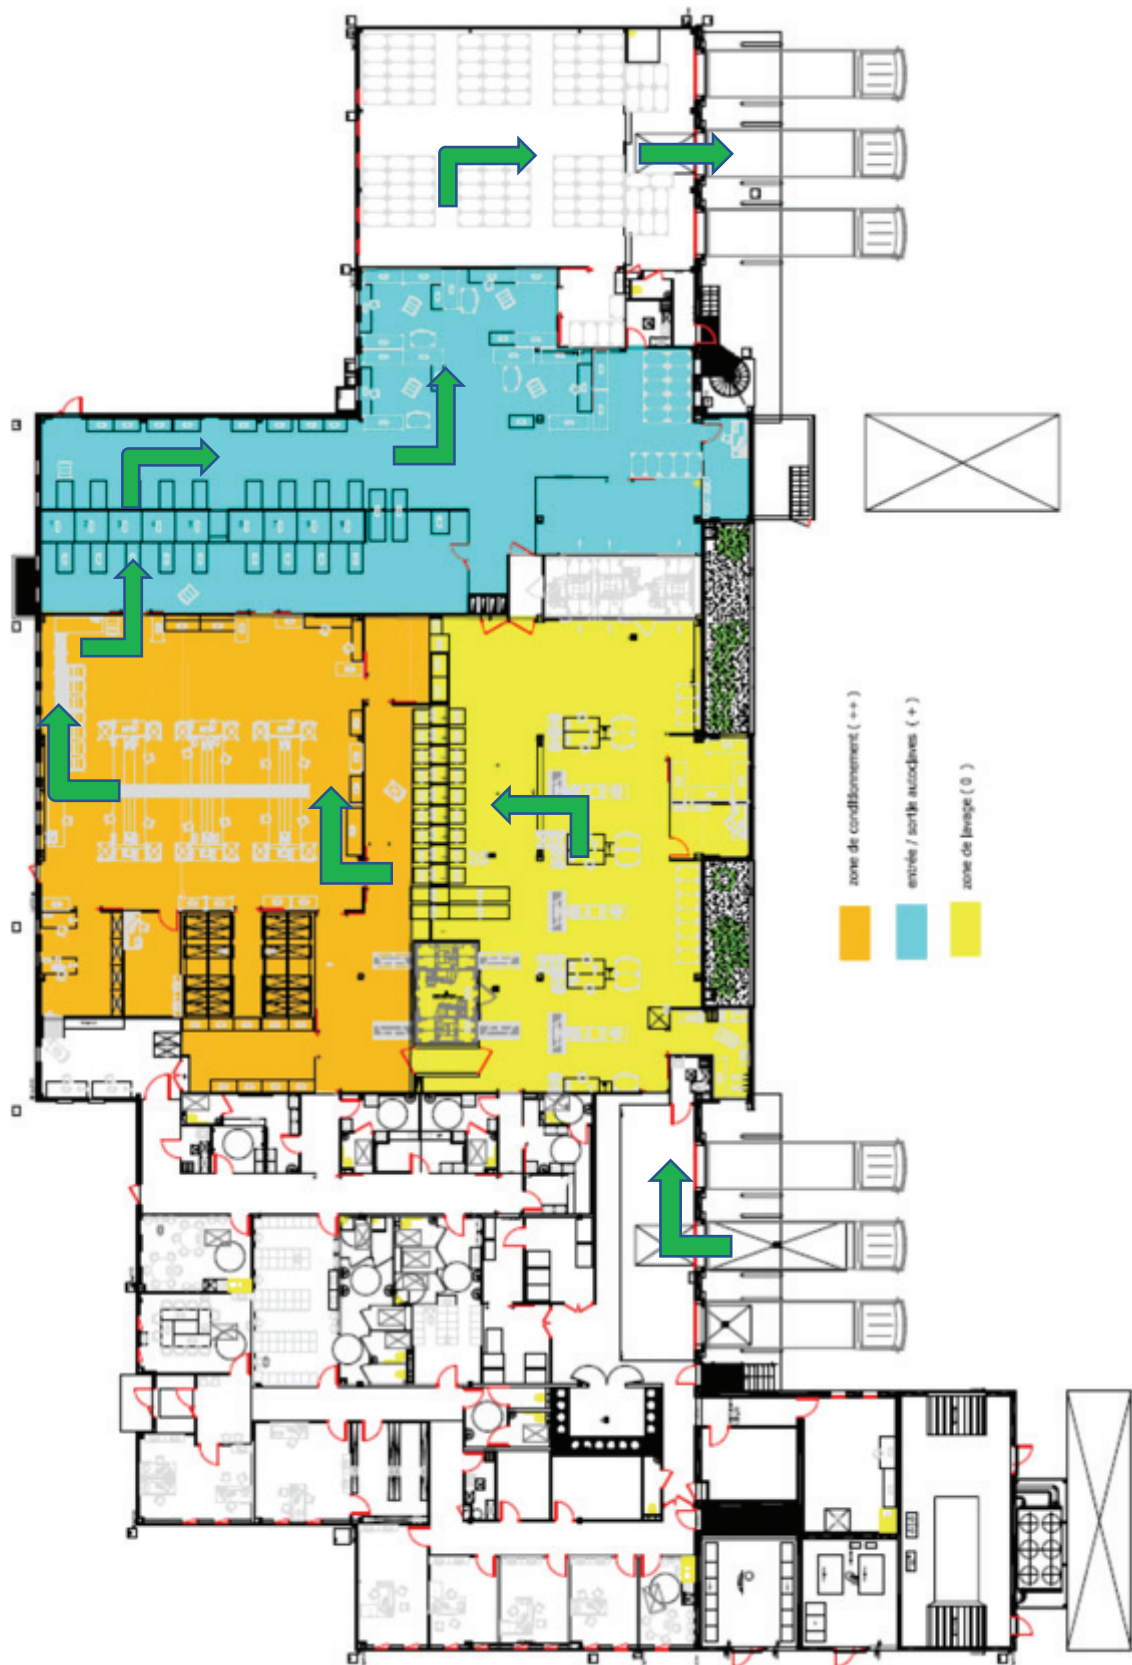 zone de conditionnement ( ++ )
entrée / sortie autoclaves ( + )
zone de lavage ( 0 )